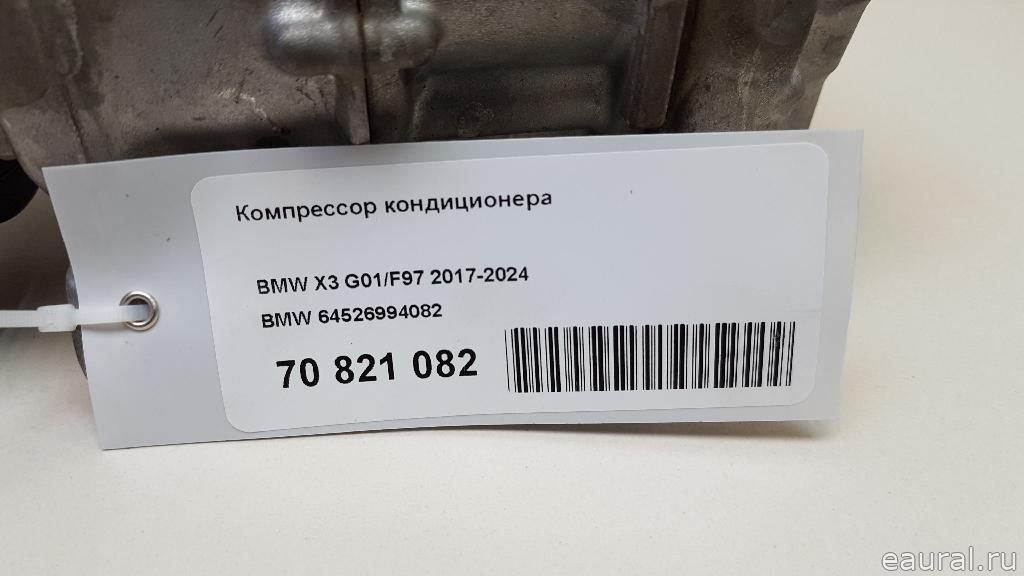 Компрессор кондиционера
BMW X3 G01/F97 2017-2024
BMW 64526994082
70 821 082
eaural.ru